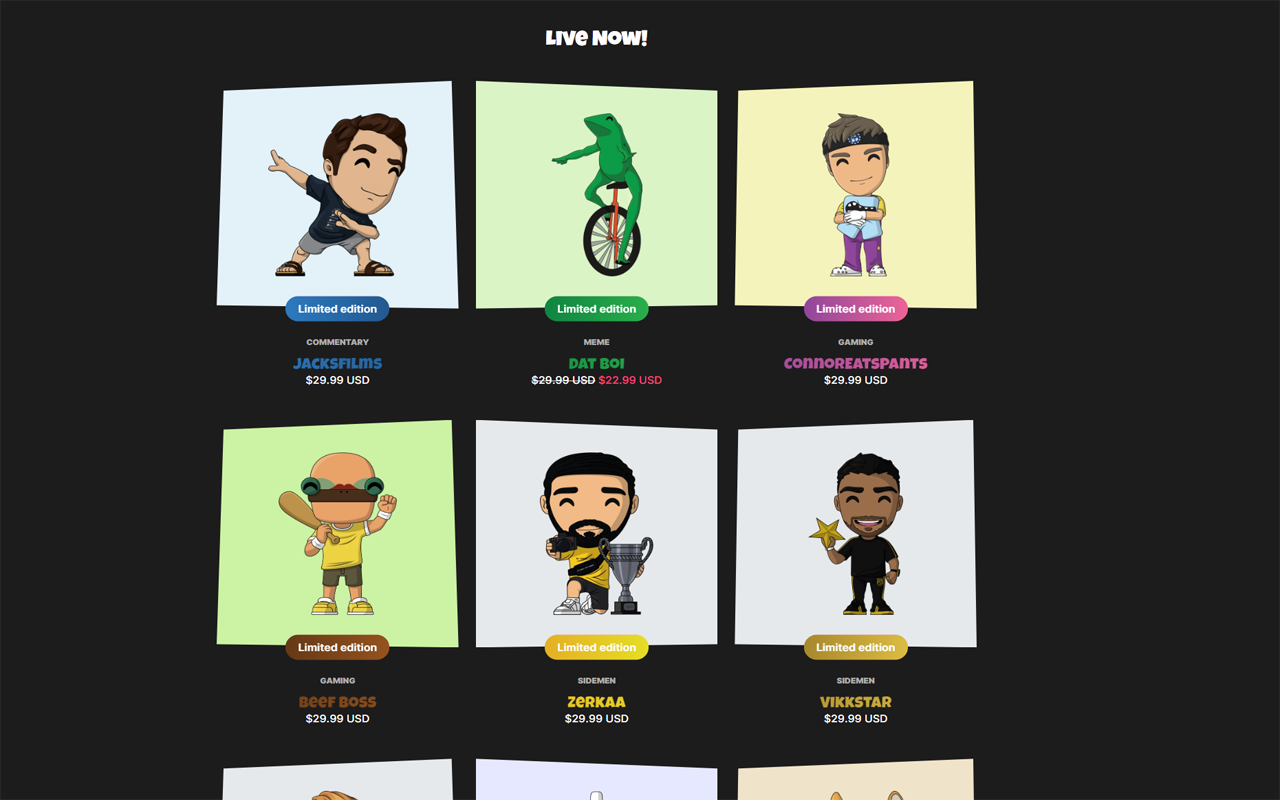 Live Now!
Limited edition
COMMENTARY
Jacksfilms
$29.99 USD
Limited edition
MEME
Dat Boi
$29.99 USD $22.99 USD
Limited edition
GAMING
ConnorEatsPants
$29.99 USD
Limited edition
GAMING
Beef Boss
$29.99 USD
Limited edition
SIDEMEN
Zerkaa
$29.99 USD
Limited edition
SIDEMEN
Vikkstar
$29.99 USD